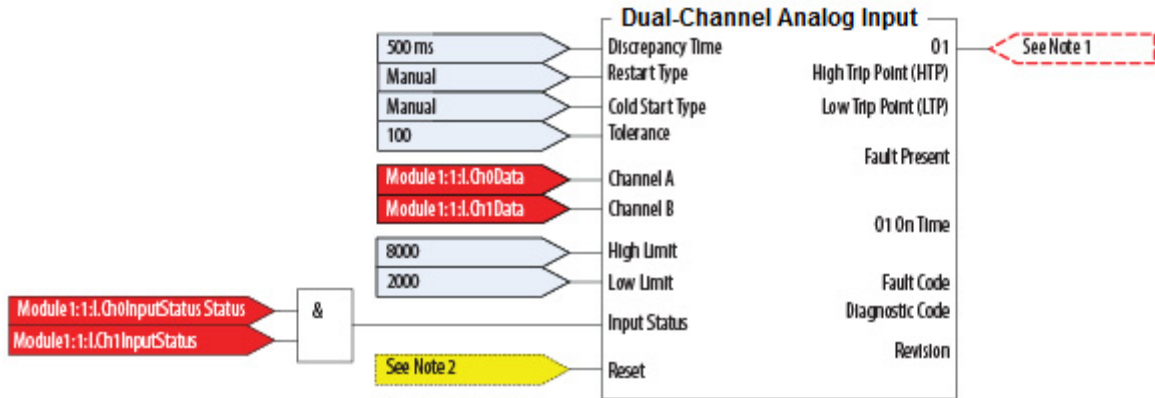 Dual-Channel Analog Input
500 ms
Discrepancy Time
O1
See Note 1
Manual
Restart Type
High Trip Point (HTP)
Manual
Cold Start Type
Low Trip Point (LTP)
100
Tolerance
Fault Present
Module1:1:I.Ch0Data
Channel A
Module1:1:I.Ch1Data
Channel B
O1 On Time
8000
High Limit
2000
Low Limit
Fault Code
Module1:1:I.Ch0InputStatus Status
&
Diagnostic Code
Input Status
Module1:1:I.Ch1InputStatus
Revision
See Note 2
Reset